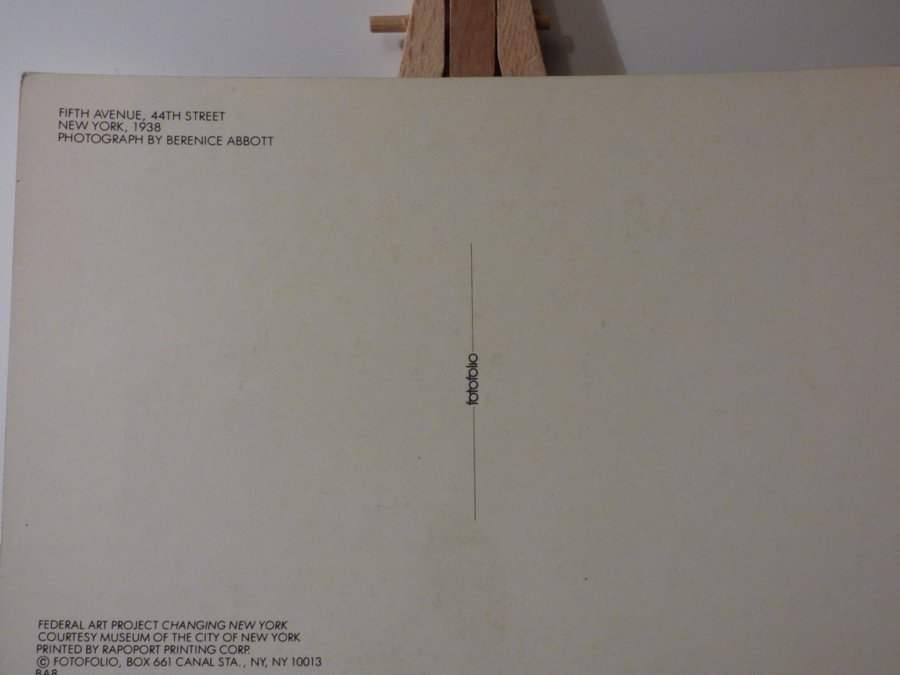 FIFTH AVENUE, 44TH STREET
NEW YORK, 1938
PHOTOGRAPH BY BERENICE ABBOTT
fotofolio
FEDERAL ART PROJECT CHANGING NEW YORK
COURTESY MUSEUM OF THE CITY OF NEW YORK
PRINTED BY RAPOPORT PRINTING CORP.
© FOTOFOLIO, BOX 661 CANAL STA., NY, NY 10013
BA8